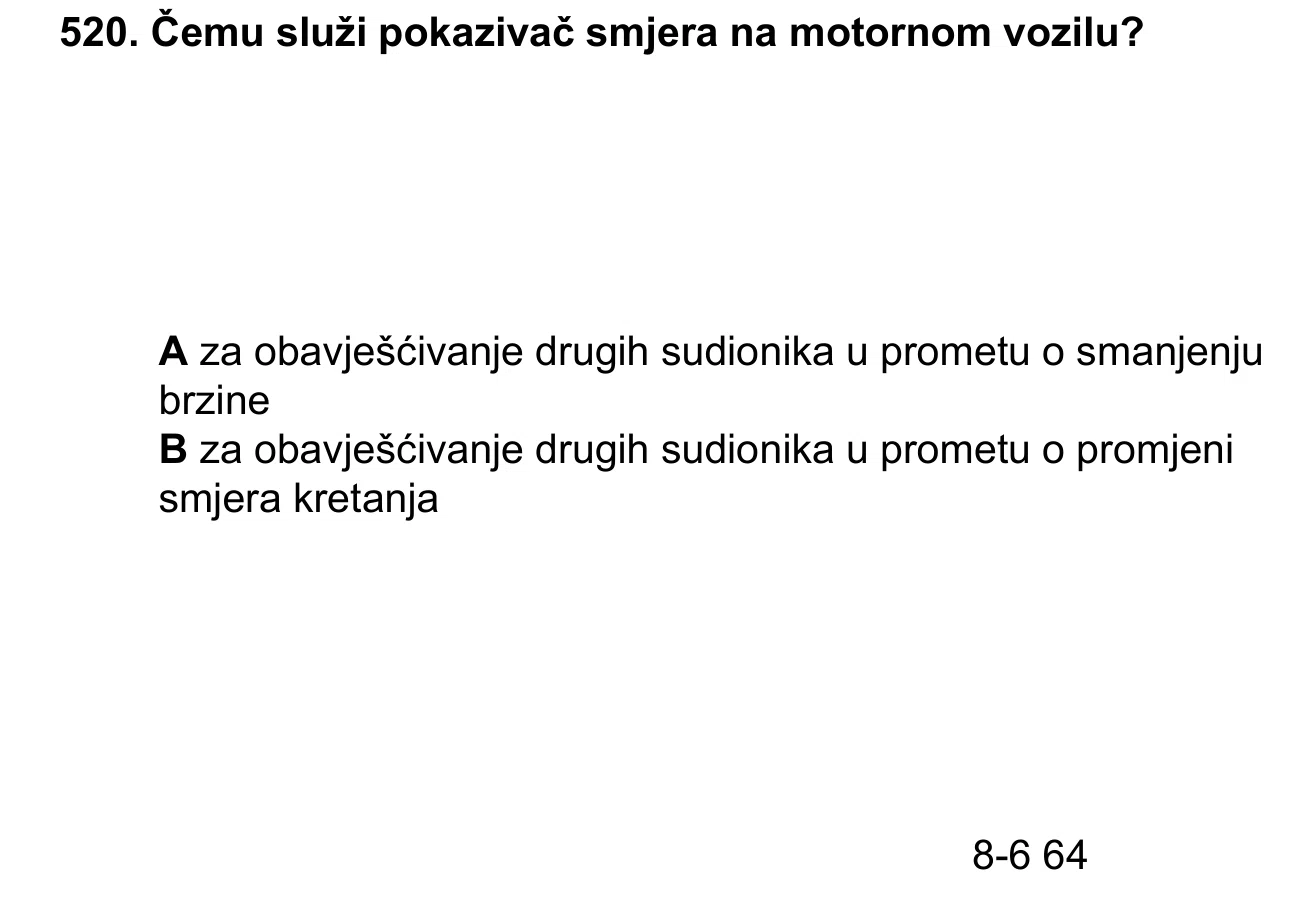 520. Čemu služi pokazivač smjera na motornom vozilu?
A za obavješćivanje drugih sudionika u prometu o smanjenju
brzine
B za obavješćivanje drugih sudionika u prometu o promjeni
smjera kretanja
8-6 64